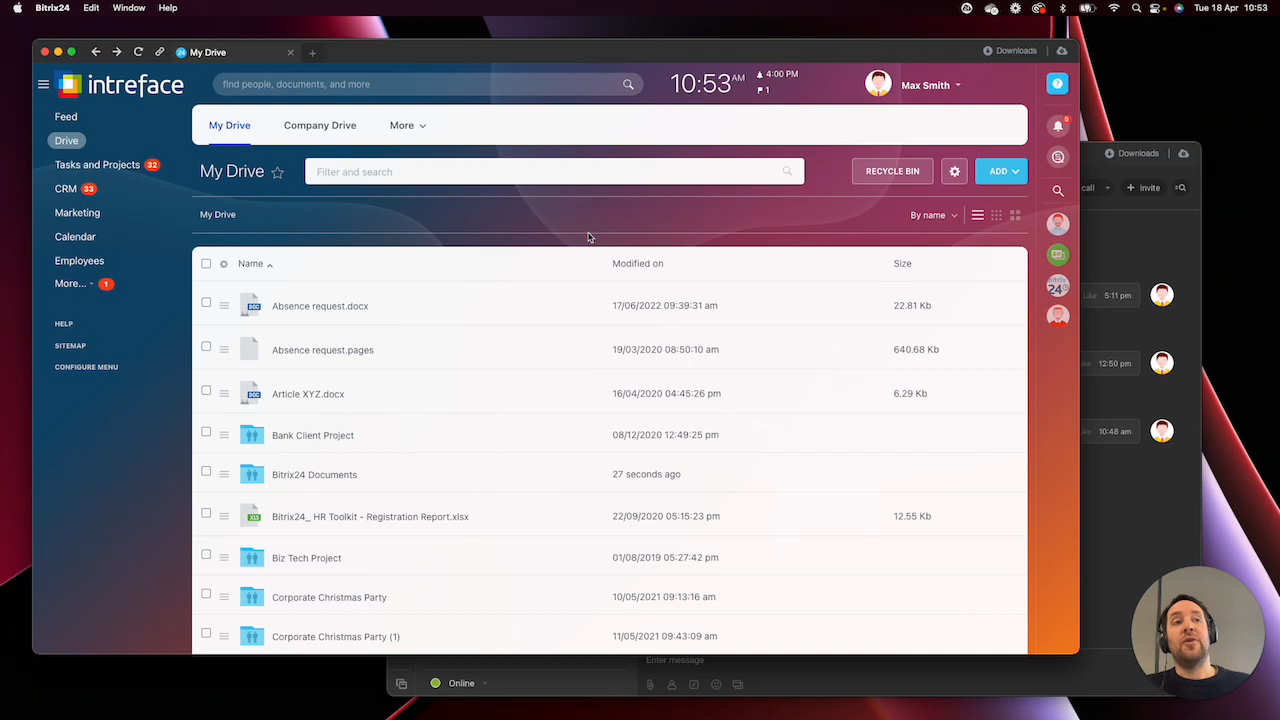 Bitrix24 Edit Window Help
Tue 18 Apr 10:53
My Drive
Downloads
intreface
find people, documents, and more
10:53 AM
4:00 PM
1
Max Smith
?
Feed
Drive
Tasks and Projects 32
CRM 33
Marketing
Calendar
Employees
More... 1
HELP
SITEMAP
CONFIGURE MENU
My Drive
Company Drive
More
My Drive
Filter and search
RECYCLE BIN
ADD
My Drive
By name
5
bitrix
24
Name
Modified on
Size
DOC Absence request.docx 17/06/2022 09:39:31 am 22.81 Kb
Absence request.pages 19/03/2020 08:50:10 am 640.68 Kb
DOC Article XYZ.docx 16/04/2020 04:45:26 pm 6.29 Kb
Bank Client Project 08/12/2020 12:49:25 pm
Bitrix24 Documents 27 seconds ago
XLS Bitrix24_ HR Toolkit - Registration Report.xlsx 22/09/2020 05:15:23 pm 12.55 Kb
Biz Tech Project 01/08/2019 05:27:42 pm
Corporate Christmas Party 10/05/2021 09:13:16 am
Corporate Christmas Party (1) 11/05/2021 09:43:09 am
Downloads
call
Invite
Like 5:11 pm
12:50 pm
10:48 am
Enter message
Online